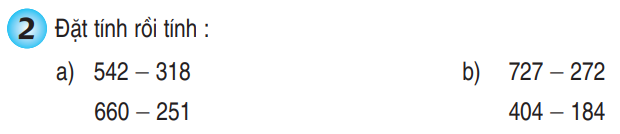 2 Đặt tính rồi tính :
a) 542 – 318 b) 727 – 272
660 – 251 404 – 184